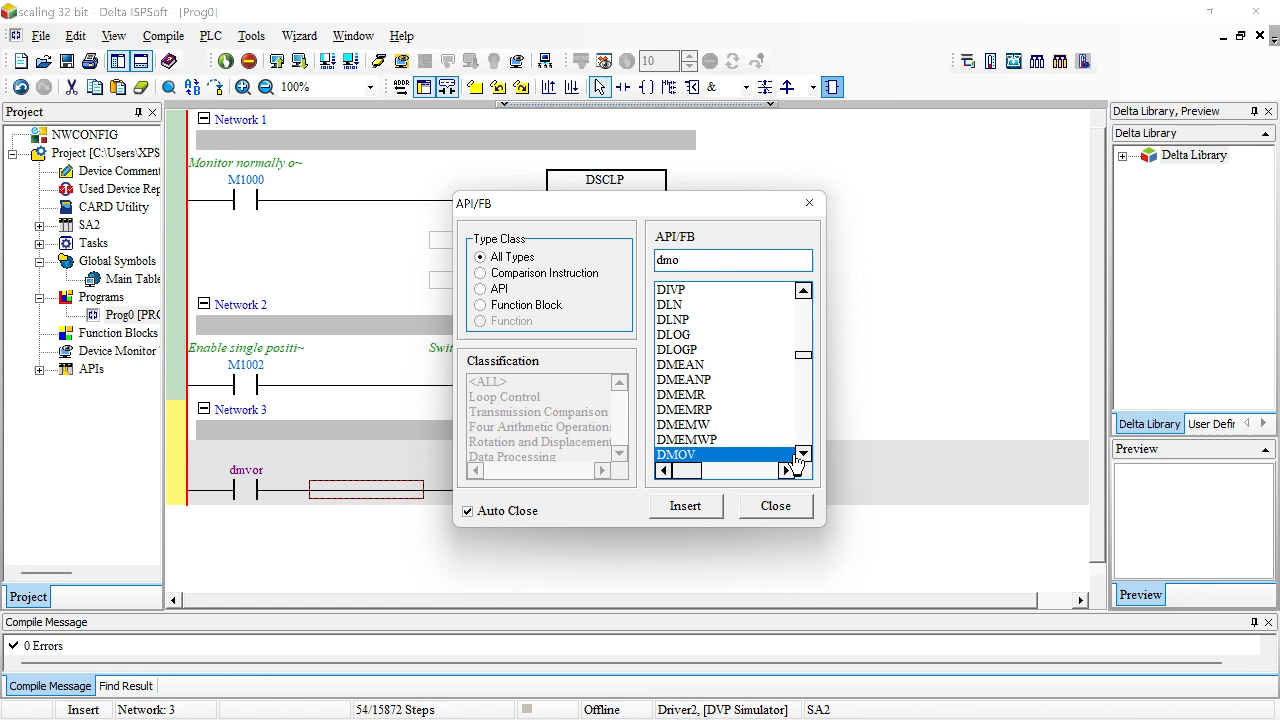 scaling 32 bit - Delta ISPSoft - [Prog0]
File Edit View Compile PLC Tools Wizard Window Help
10
100%
&
Project
NWCONFIG
Project [C:\Users\XPS
Device Comment
Used Device Rep
CARD Utility
SA2
Tasks
Global Symbols
Main Table
Programs
Prog0 [PRG
Function Blocks
Device Monitor
APIs
Project
Network 1
Monitor normally o~
M1000
DSCLP
Network 2
Enable single positi~
M1002
Network 3
dmvor
API/FB
Type Class
All Types
Comparison Instruction
API
Function Block
Function
Classification
<ALL>
Loop Control
Transmission Comparison
Four Arithmetic Operation
Rotation and Displacement
Data Processing
Auto Close
API/FB
dmo
DIVP
DLN
DLNP
DLOG
DLOGP
DMEAN
DMEANP
DMEMR
DMEMRP
DMEMW
DMEMWP
DMOV
Insert
Close
Delta Library, Preview
Delta Library
Delta Library
Delta Library User Defir
Preview
Preview
Compile Message
0 Errors
Compile Message Find Result
Insert Network: 3 54/15872 Steps Offline Driver2, [DVP Simulator] SA2